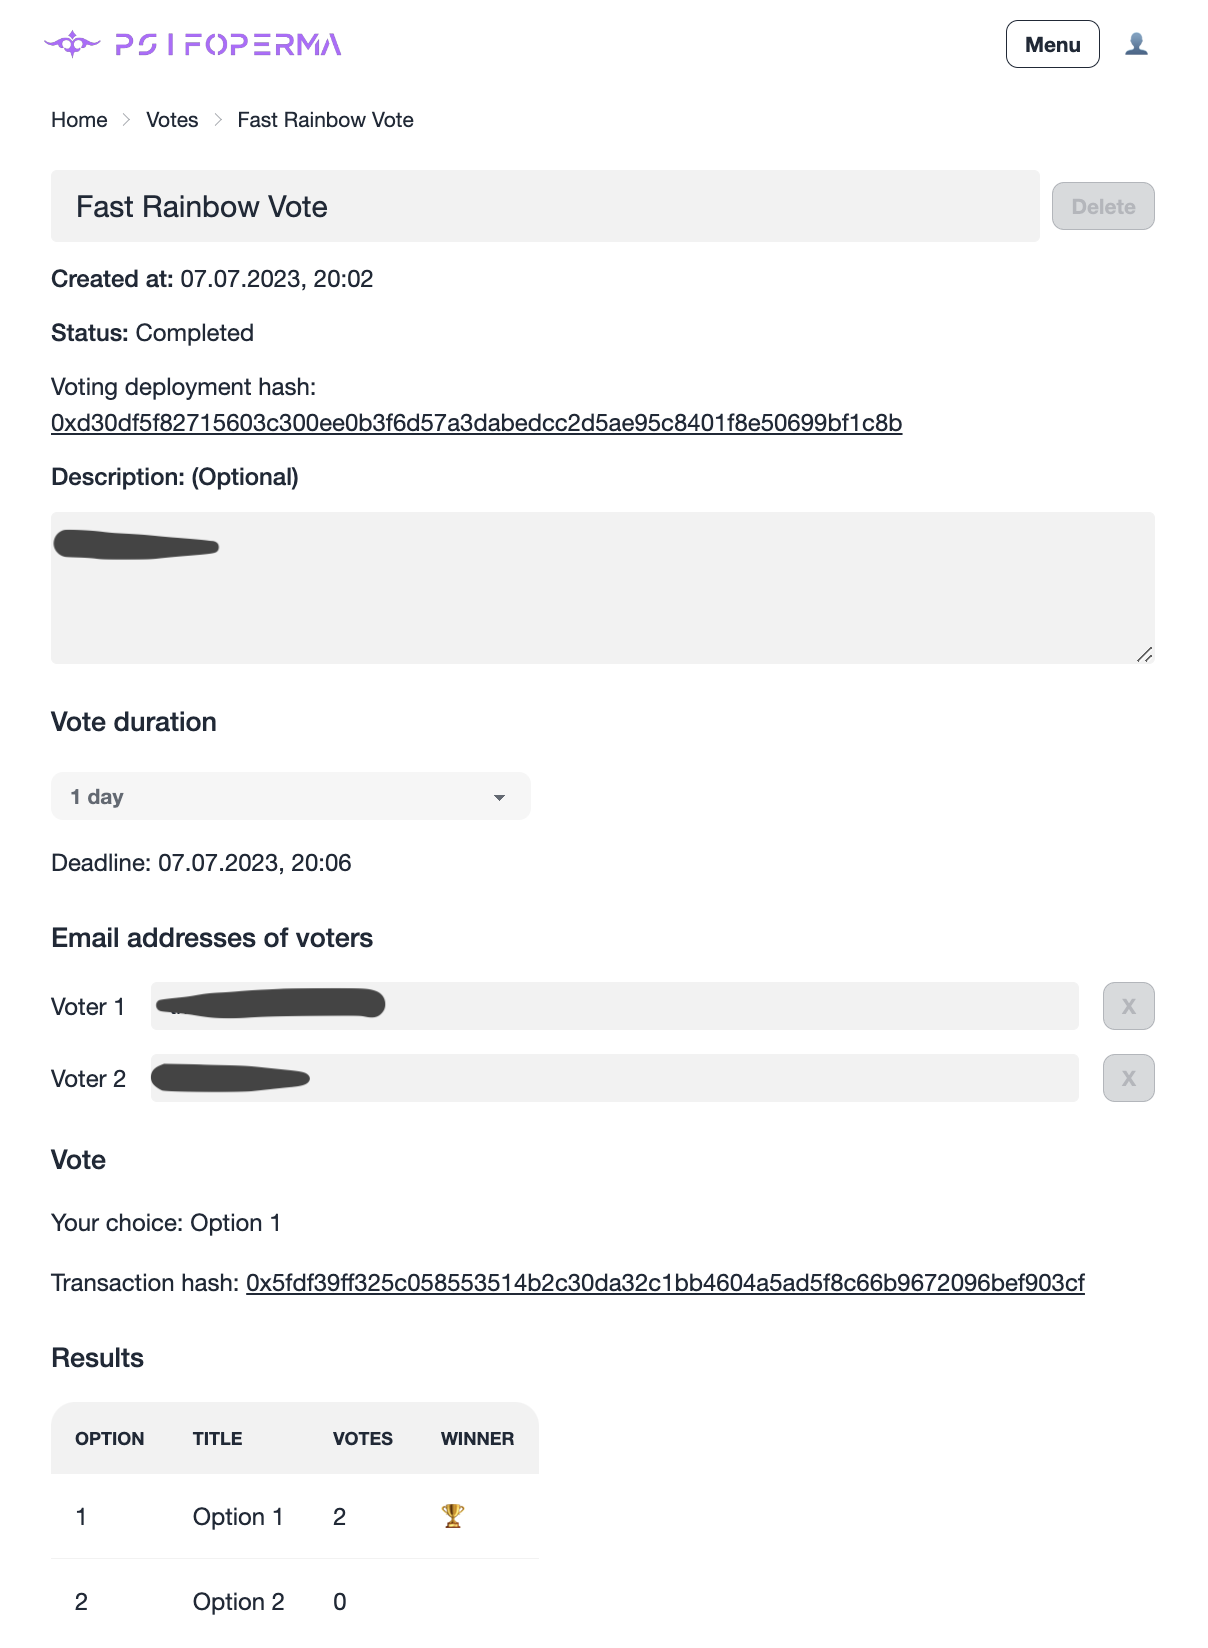 PSIFOPERMA
Menu
Home > Votes > Fast Rainbow Vote
Fast Rainbow Vote
Delete
Created at: 07.07.2023, 20:02
Status: Completed
Voting deployment hash:
0xd30df5f82715603c300ee0b3f6d57a3dabedcc2d5ae95c8401f8e50699bf1c8b
Description: (Optional)
Vote duration
1 day
Deadline: 07.07.2023, 20:06
Email addresses of voters
Voter 1
X
Voter 2
X
Vote
Your choice: Option 1
Transaction hash: 0x5fdf39ff325c058553514b2c30da32c1bb4604a5ad5f8c66b9672096bef903cf
Results
OPTION TITLE VOTES WINNER
1 Option 1 2
2 Option 2 0